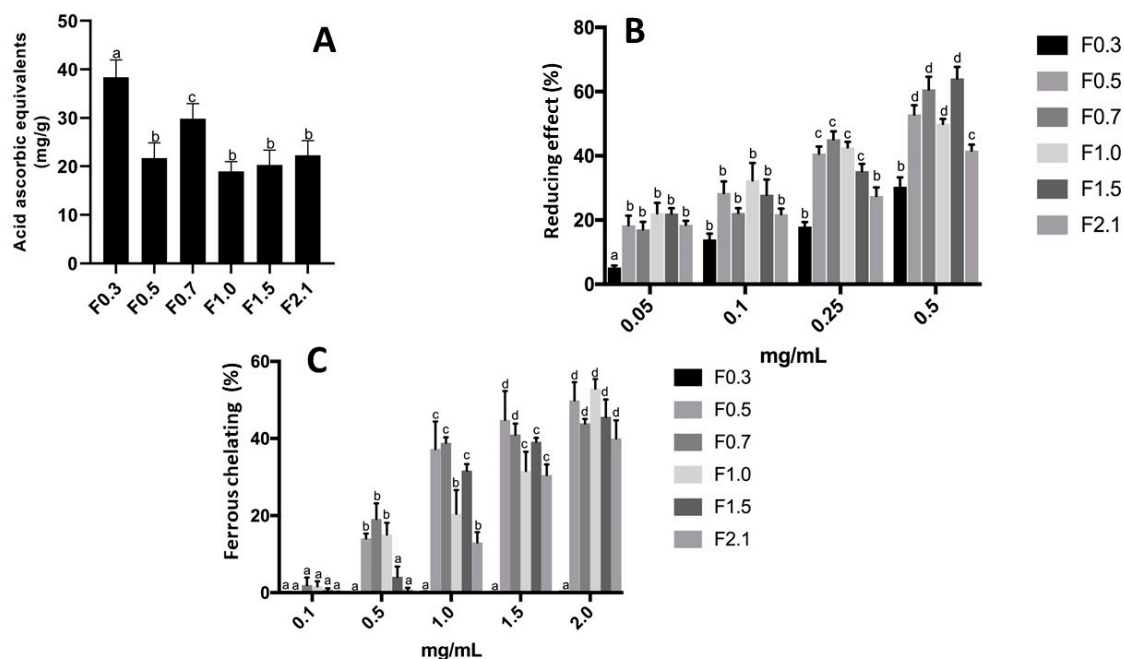 A
Acid ascorbic equivalents
(mg/g)
50
40
30
20
10
0
a
b
c
b
b
b
F0.3
F0.5
F0.7
F1.0
F1.5
F2.1
B
Reducing effect (%)
80
60
40
20
0
a b b b b b
b b b b b b
b c c c c b
b d d d d c
0.05
0.1
0.25
0.5
mg/mL
F0.3
F0.5
F0.7
F1.0
F1.5
F2.1
C
Ferrous chelating (%)
60
40
20
0
a a a a a a
a b b b a a
a c c b c b
a d d c c c
a d d d d d
0.1
0.5
1.0
1.5
2.0
mg/mL
F0.3
F0.5
F0.7
F1.0
F1.5
F2.1